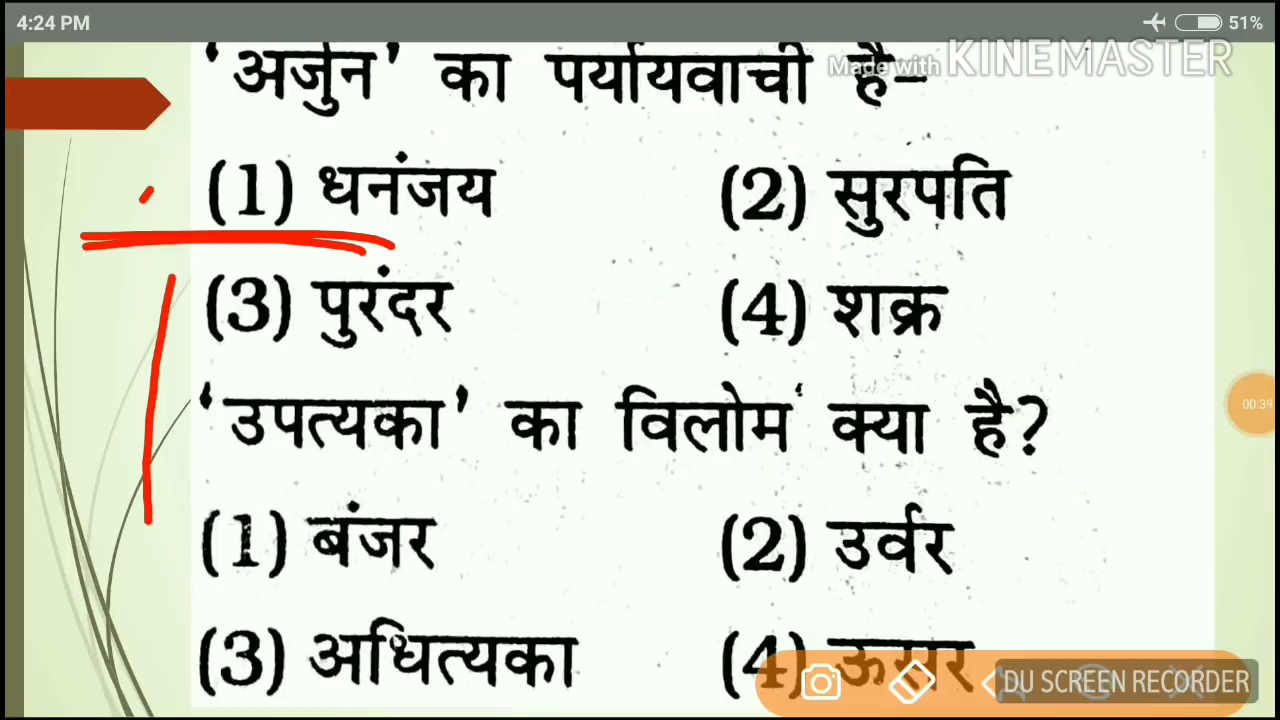 4:24 PM 51%
'अर्जुन' का पर्यायवाची है–
Made with KINEMASTER
(1) धनंजय (2) सुरपति
(3) पुरंदर (4) शक्र
00:39
'उपत्यका' का विलोम क्या है?
(1) बंजर (2) उर्वर
(3) अधित्यका (4) ऊसर
DU SCREEN RECORDER